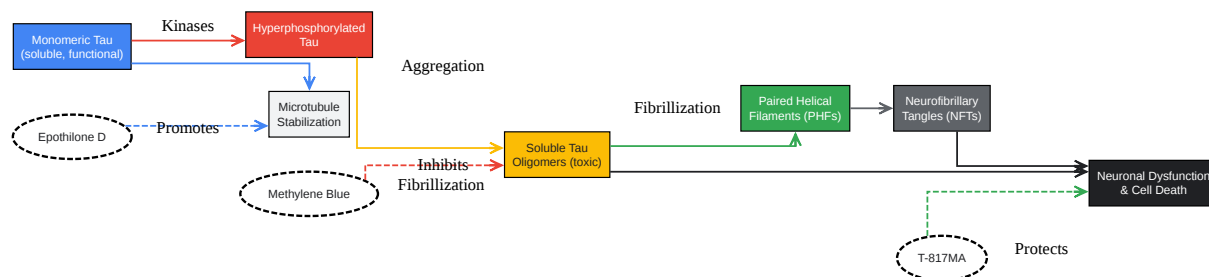 Kinases
Monomeric Tau
(soluble, functional)
Hyperphosphorylated
Tau
Aggregation
Microtubule
Stabilization
Epothilone D
Promotes
Fibrillization
Paired Helical
Filaments (PHFs)
Neurofibrillary
Tangles (NFTs)
Soluble Tau
Oligomers (toxic)
Inhibits
Fibrillization
Methylene Blue
Neuronal Dysfunction
& Cell Death
T-817MA
Protects